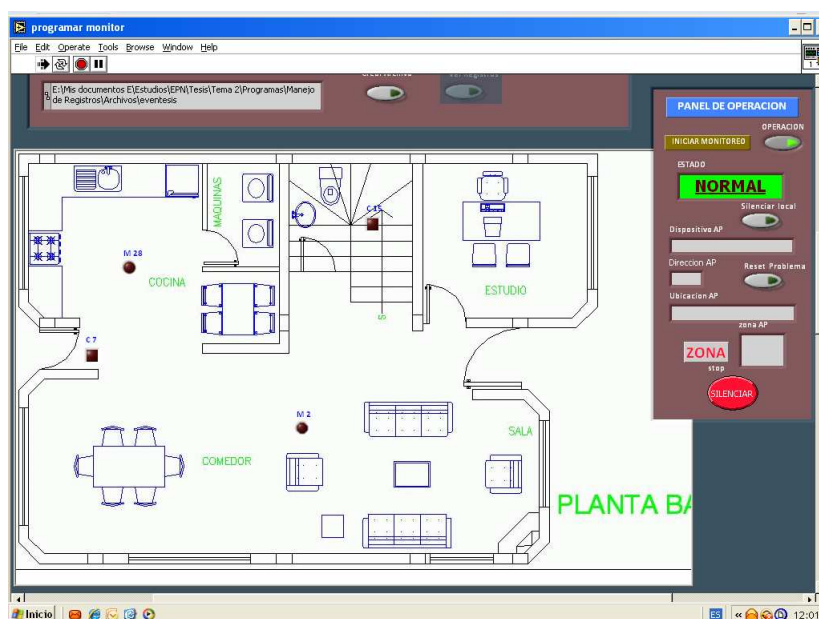 programar monitor
File Edit Operate Tools Browse Window Help
E:\Mis documentos E\Estudios\EPN\Tesis\Tema 2\Programas\Manejo
de Registros\Archivos\eventesis
PANEL DE OPERACION
OPERACION
INICIAR MONITOREO
ESTADO
NORMAL
Silenciar local
Dispositivo AP
Direccion AP
Reset Problema
Ubicacion AP
zona AP
ZONA
stop
SILENCIAR
MAQUINAS
C 15
M 28
COCINA
ESTUDIO
S
C 7
M 2
SALA
COMEDOR
PLANTA BA
Inicio
ES
12:01